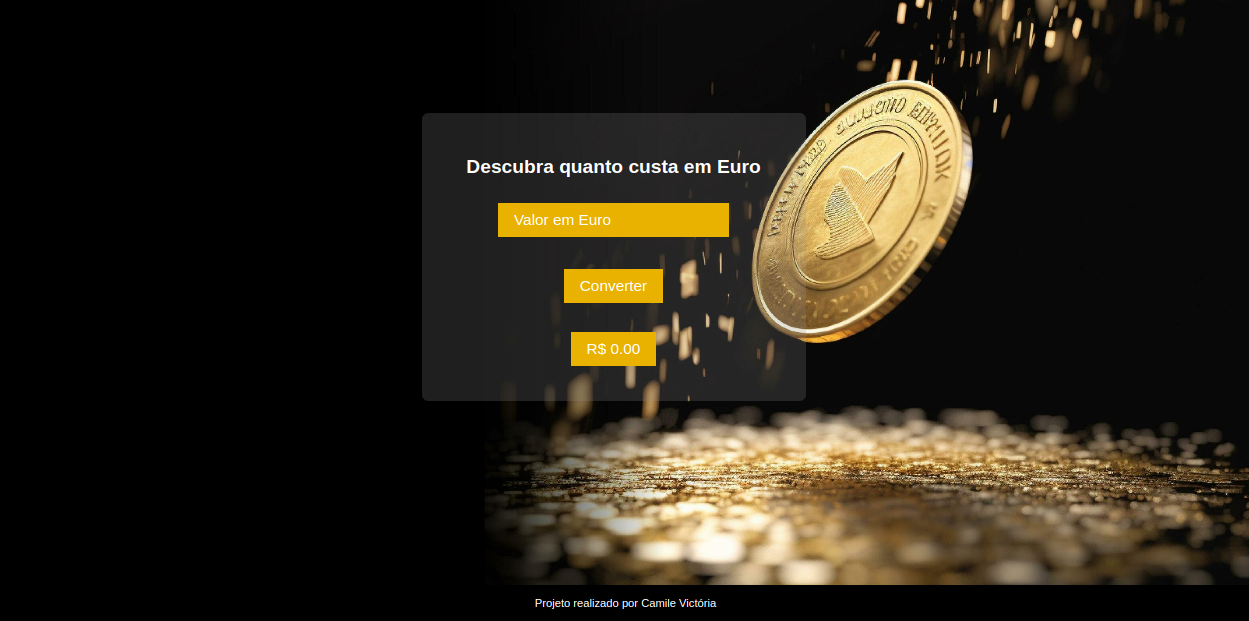 Descubra quanto custa em Euro
Valor em Euro
Converter
R$ 0.00
Projeto realizado por Camile Victória